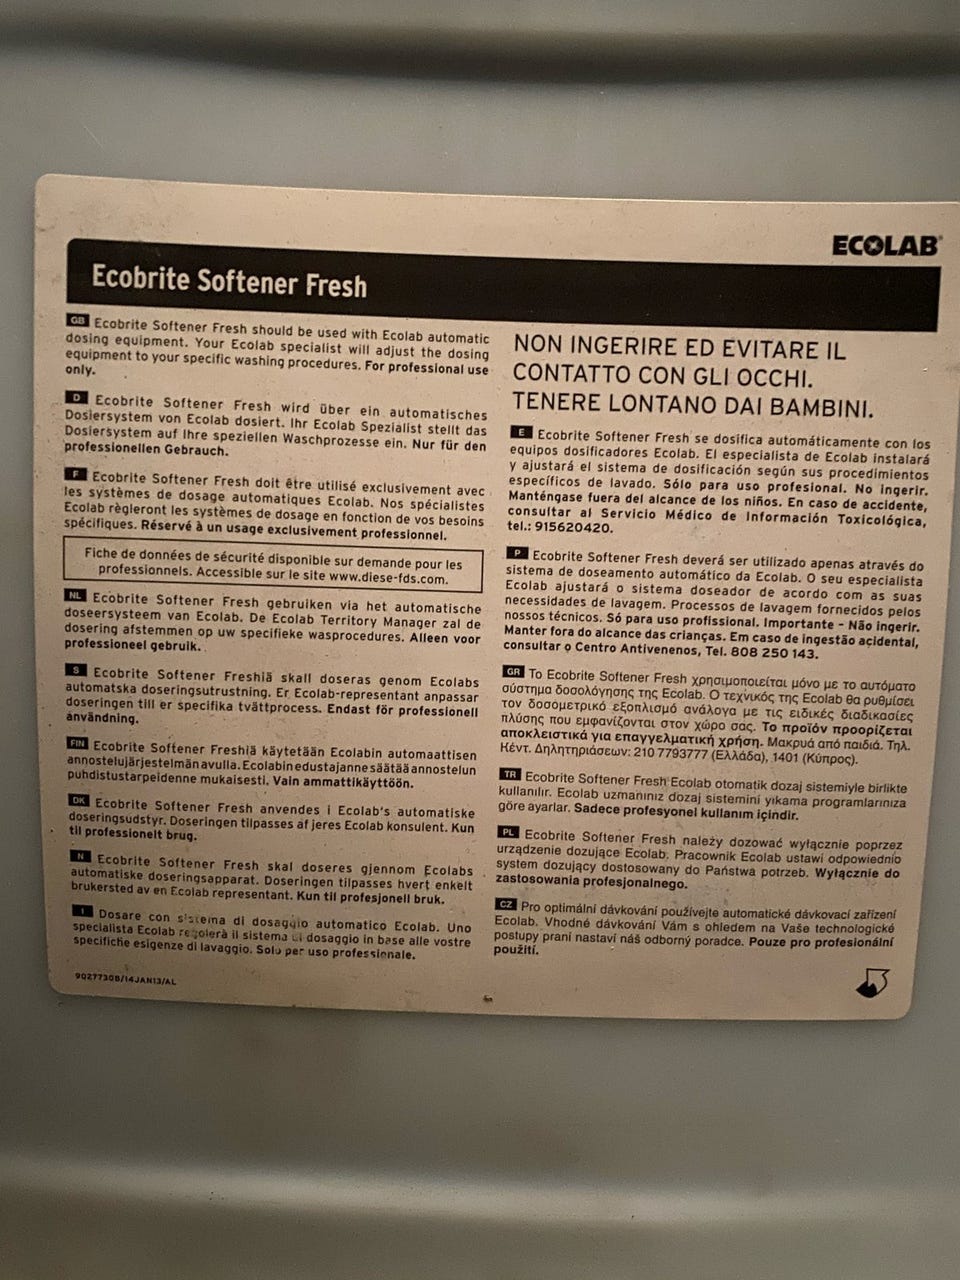 ECOLAB®
Ecobrite Softener Fresh
GB Ecobrite Softener Fresh should be used with Ecolab automatic
dosing equipment. Your Ecolab specialist will adjust the dosing
equipment to your specific washing procedures. For professional use
only.
D Ecobrite Softener Fresh wird über ein automatisches
Dosiersystem von Ecolab dosiert. Ihr Ecolab Spezialist stellt das
Dosiersystem auf Ihre speziellen Waschprozesse ein. Nur für den
professionellen Gebrauch.
F Ecobrite Softener Fresh doit être utilisé exclusivement avec
les systèmes de dosage automatiques Ecolab. Nos spécialistes
Ecolab règleront les systèmes de dosage en fonction de vos besoins
spécifiques. Réservé à un usage exclusivement professionnel.
Fiche de données de sécurité disponible sur demande pour les
professionnels. Accessible sur le site www.diese-fds.com.
NL Ecobrite Softener Fresh gebruiken via het automatische
doseersysteem van Ecolab. De Ecolab Territory Manager zal de
dosering afstemmen op uw specifieke wasprocedures. Alleen voor
professioneel gebruik.
S Ecobrite Softener Freshiä skall doseras genom Ecolabs
automatska doseringsutrustning. Er Ecolab-representant anpassar
doseringen till er specifika tvättprocess. Endast för professionell
användning.
FIN Ecobrite Softener Freshiä käytetään Ecolabin automaattisen
annostelujärjestelmän avulla. Ecolabin edustajanne säätää annostelun
puhdistustarpeidenne mukaisesti. Vain ammattikäyttöön.
DK Ecobrite Softener Fresh anvendes i Ecolab's automatiske
doseringsudstyr. Doseringen tilpasses af jeres Ecolab konsulent. Kun
til professionelt brug.
N Ecobrite Softener Fresh skal doseres gjennom Ecolabs
automatiske doseringsapparat. Doseringen tilpasses hvert enkelt
brukersted av en Ecolab representant. Kun til profesjonell bruk.
I Dosare con sistema di dosaggio automatico Ecolab. Uno
specialista Ecolab regolerà il sistema di dosaggio in base alle vostre
specifiche esigenze di lavaggio. Solo per uso professionale.
9027730B/14JAN13/AL
NON INGERIRE ED EVITARE IL
CONTATTO CON GLI OCCHI.
TENERE LONTANO DAI BAMBINI.
E Ecobrite Softener Fresh se dosifica automáticamente con los
equipos dosificadores Ecolab. El especialista de Ecolab instalará
y ajustará el sistema de dosificación según sus procedimientos
específicos de lavado. Sólo para uso profesional. No ingerir.
Manténgase fuera del alcance de los niños. En caso de accidente,
consultar al Servicio Médico de Información Toxicológica,
tel.: 915620420.
P Ecobrite Softener Fresh deverá ser utilizado apenas através do
sistema de doseamento automático da Ecolab. O seu especialista
Ecolab ajustará o sistema doseador de acordo com as suas
necessidades de lavagem. Processos de lavagem fornecidos pelos
nossos técnicos. Só para uso profissional. Importante - Não ingerir.
Manter fora do alcance das crianças. Em caso de ingestão acidental,
consultar o Centro Antivenenos, Tel. 808 250 143.
GR Το Ecobrite Softener Fresh χρησιμοποιείται μόνο με το αυτόματο
σύστημα δοσολόγησης της Ecolab. Ο τεχνικός της Ecolab θα ρυθμίσει
τον δοσομετρικό εξοπλισμό ανάλογα με τις ειδικές διαδικασίες
πλύσης που εμφανίζονται στον χώρο σας. Το προϊόν προορίζεται
αποκλειστικά για επαγγελματική χρήση. Μακρυά από παιδιά. Τηλ.
Κέντ. Δηλητηριάσεων: 210 7793777 (Ελλάδα), 1401 (Κύπρος).
TR Ecobrite Softener Fresh Ecolab otomatik dozaj sistemiyle birlikte
kullanılır. Ecolab uzmanınız dozaj sistemini yıkama programlarınıza
göre ayarlar. Sadece profesyonel kullanım içindir.
PL Ecobrite Softener Fresh należy dozować wyłącznie poprzez
urządzenie dozujące Ecolab. Pracownik Ecolab ustawi odpowiednio
system dozujący dostosowany do Państwa potrzeb. Wyłącznie do
zastosowania profesjonalnego.
CZ Pro optimální dávkování používejte automatické dávkovací zařízení
Ecolab. Vhodné dávkování Vám s ohledem na Vaše technologické
postupy praní nastaví náš odborný poradce. Pouze pro profesionální
použití.